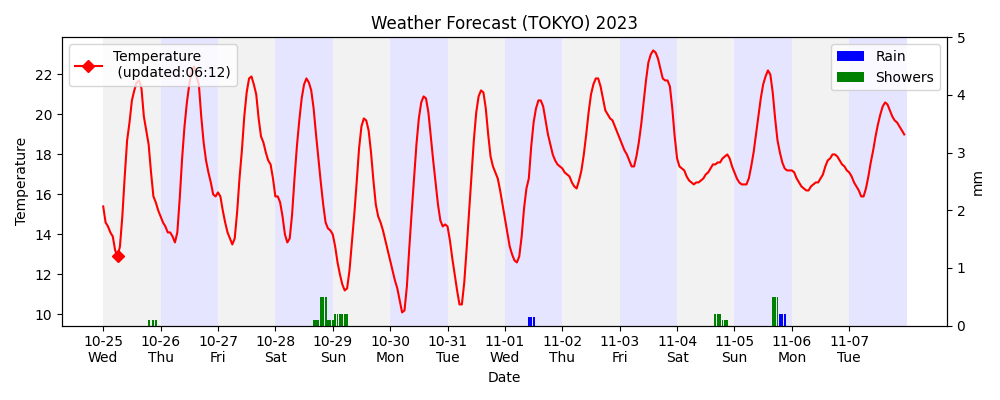 Weather Forecast (TOKYO) 2023
Temperature
(updated:06:12)
Rain
Showers
Temperature
22
20
18
16
14
12
10
5
4
3
2
1
0
mm
10-25 10-26 10-27 10-28 10-29 10-30 10-31 11-01 11-02 11-03 11-04 11-05 11-06 11-07
Wed Thu Fri Sat Sun Mon Tue Wed Thu Fri Sat Sun Mon Tue
Date